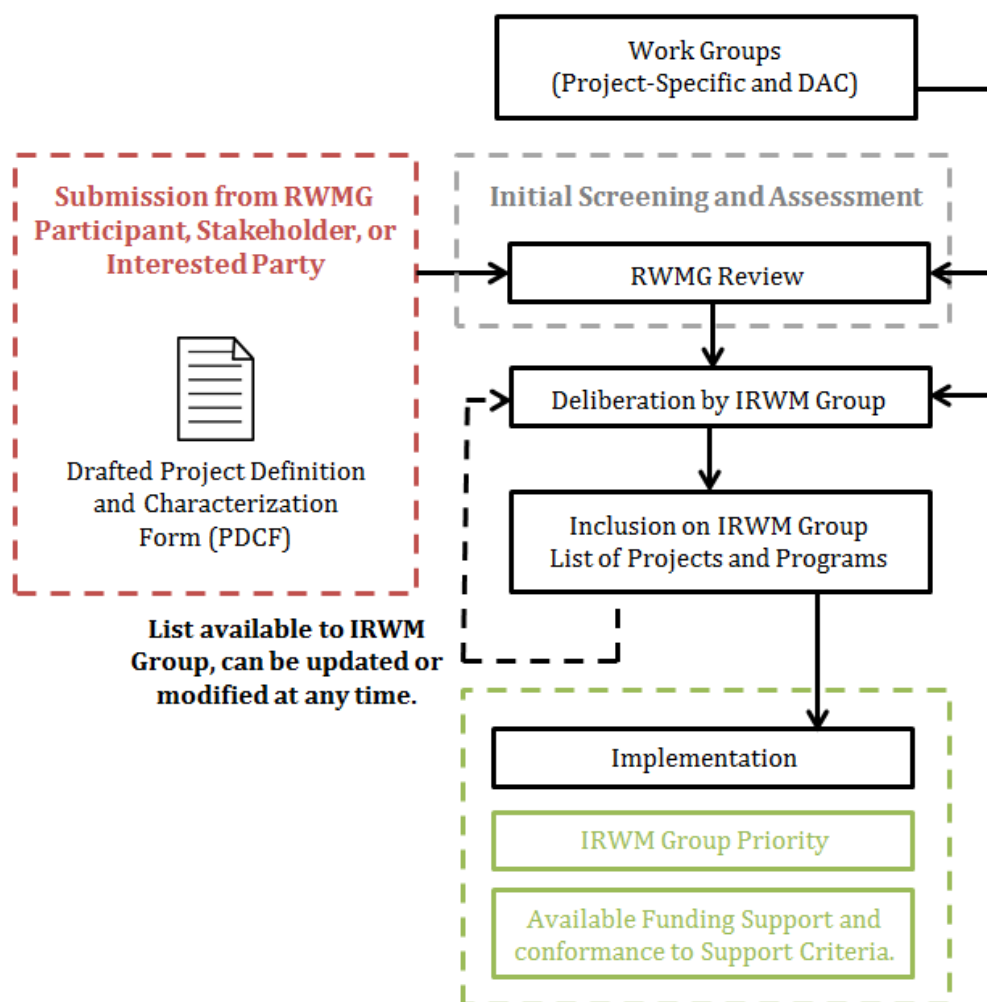 Work Groups
(Project-Specific and DAC)
Submission from RWMG
Participant, Stakeholder, or
Interested Party
Drafted Project Definition
and Characterization
Form (PDCF)
Initial Screening and Assessment
RWMG Review
Deliberation by IRWM Group
Inclusion on IRWM Group
List of Projects and Programs
List available to IRWM
Group, can be updated or
modified at any time.
Implementation
IRWM Group Priority
Available Funding Support and
conformance to Support Criteria.